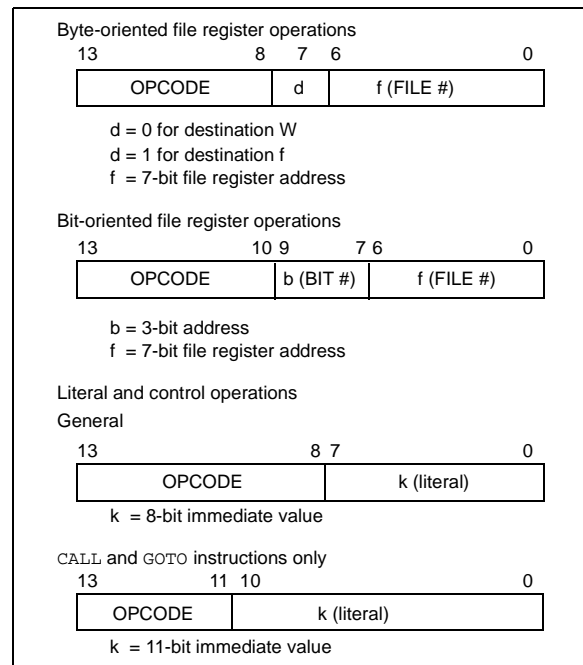 Byte-oriented file register operations
13 8 7 6 0
OPCODE d f (FILE #)
d = 0 for destination W
d = 1 for destination f
f = 7-bit file register address
Bit-oriented file register operations
13 10 9 7 6 0
OPCODE b (BIT #) f (FILE #)
b = 3-bit address
f = 7-bit file register address
Literal and control operations
General
13 8 7 0
OPCODE k (literal)
k = 8-bit immediate value
CALL and GOTO instructions only
13 11 10 0
OPCODE k (literal)
k = 11-bit immediate value